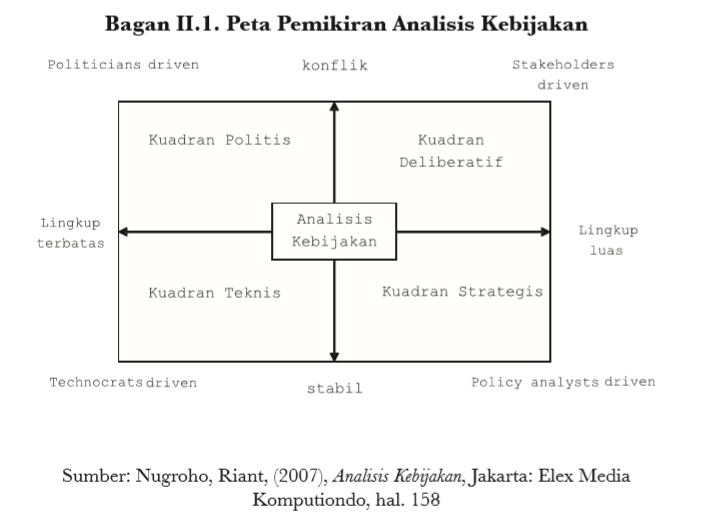 Bagan II.1. Peta Pemikiran Analisis Kebijakan
Politicians driven
konflik
Stakeholders
driven
Kuadran Politis
Kuadran
Deliberatif
Lingkup
terbatas
Analisis
Kebijakan
Lingkup
luas
Kuadran Teknis
Kuadran Strategis
Technocrats driven
stabil
Policy analysts driven
Sumber: Nugroho, Riant, (2007), Analisis Kebijakan, Jakarta: Elex Media
Komputiondo, hal. 158